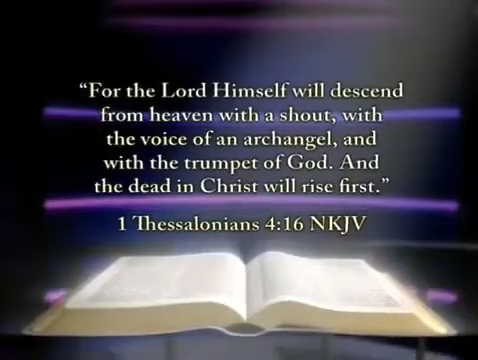 “For the Lord Himself will descend
from heaven with a shout, with
the voice of an archangel, and
with the trumpet of God. And
the dead in Christ will rise first.”
1 Thessalonians 4:16 NKJV